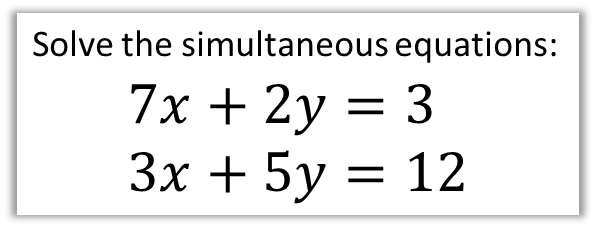 Solve the simultaneous equations:
7x + 2y = 3
3x + 5y = 12